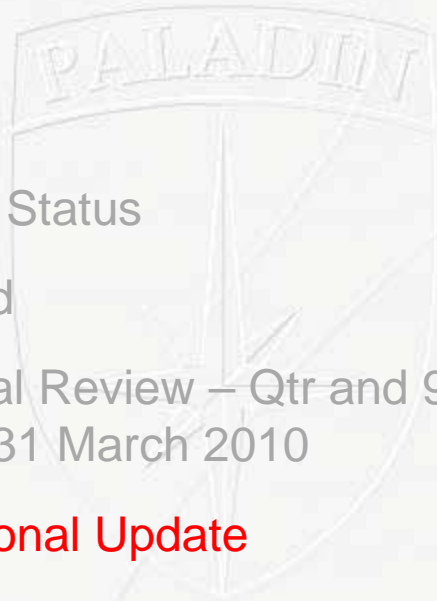 PALADIN
Status
d
al Review – Qtr and 9
31 March 2010
onal Update